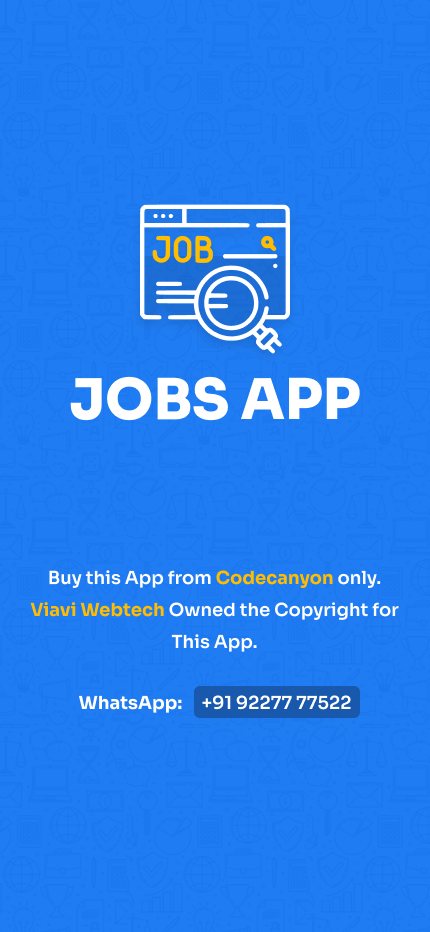 JOB
JOBS APP
Buy this App from Codecanyon only.
Viavi Webtech Owned the Copyright for
This App.
WhatsApp: +91 92277 77522